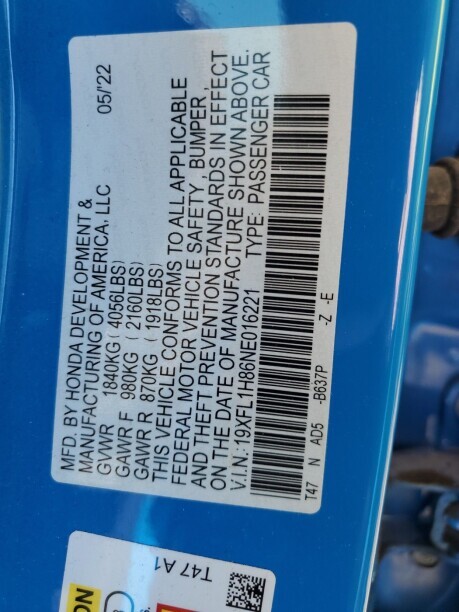 MFD. BY HONDA DEVELOPMENT & 05/'22
MANUFACTURING OF AMERICA, LLC
GVWR 1840KG (4056LBS)
GAWR F 980KG (2160LBS)
GAWR R 870KG (1918LBS)
THIS VEHICLE CONFORMS TO ALL APPLICABLE
FEDERAL MOTOR VEHICLE SAFETY, BUMPER,
AND THEFT PREVENTION STANDARDS IN EFFECT
ON THE DATE OF MANUFACTURE SHOWN ABOVE.
V.I.N.: 19XFL1H86NE016221 TYPE: PASSENGER CAR
T47 N AD5 -B637P -Z -E
T47 A1